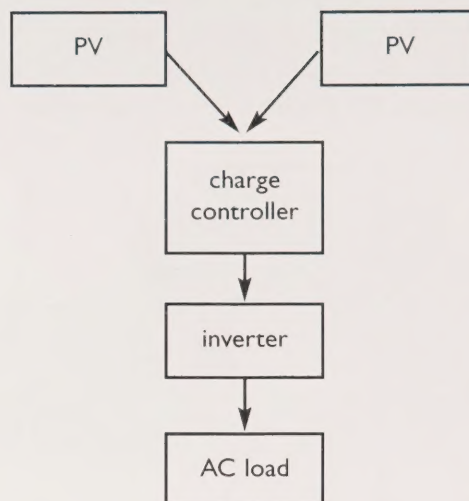 PV
PV
charge
controller
inverter
AC load